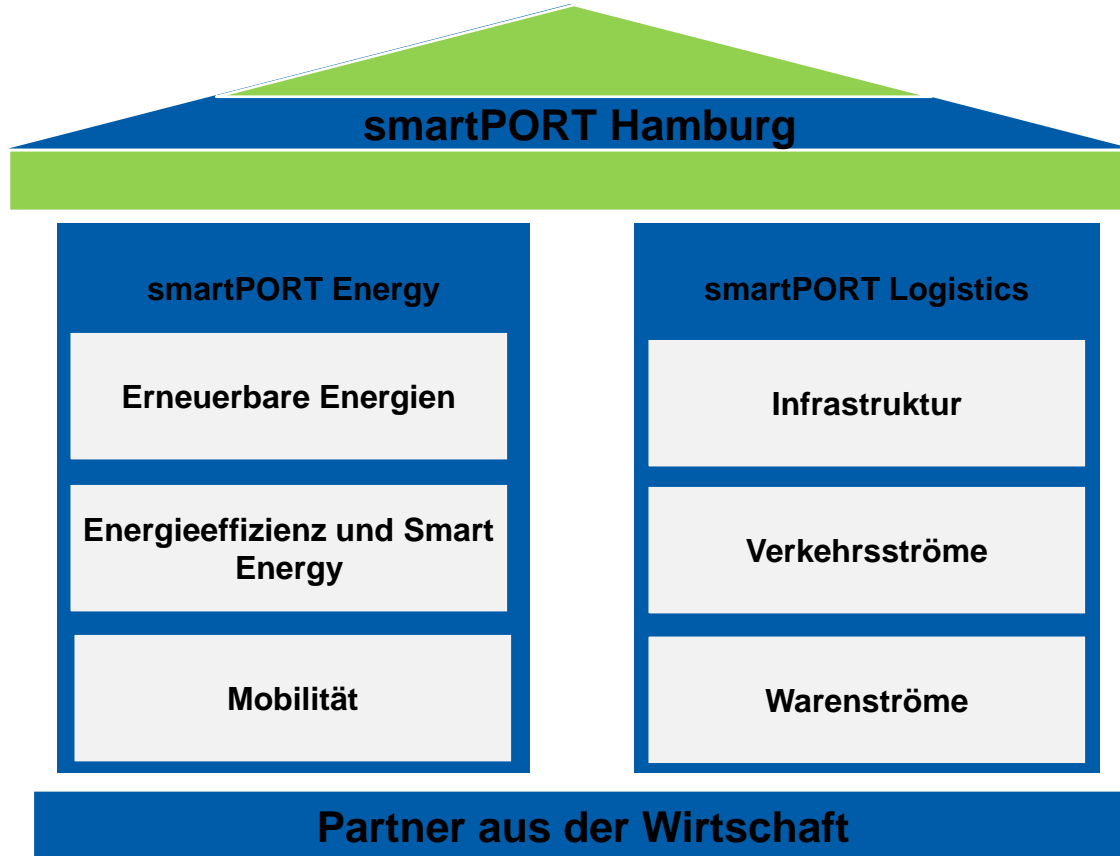 smartPORT Hamburg
smartPORT Energy
Erneuerbare Energien
Energieeffizienz und Smart
Energy
Mobilität
smartPORT Logistics
Infrastruktur
Verkehrsströme
Warenströme
Partner aus der Wirtschaft